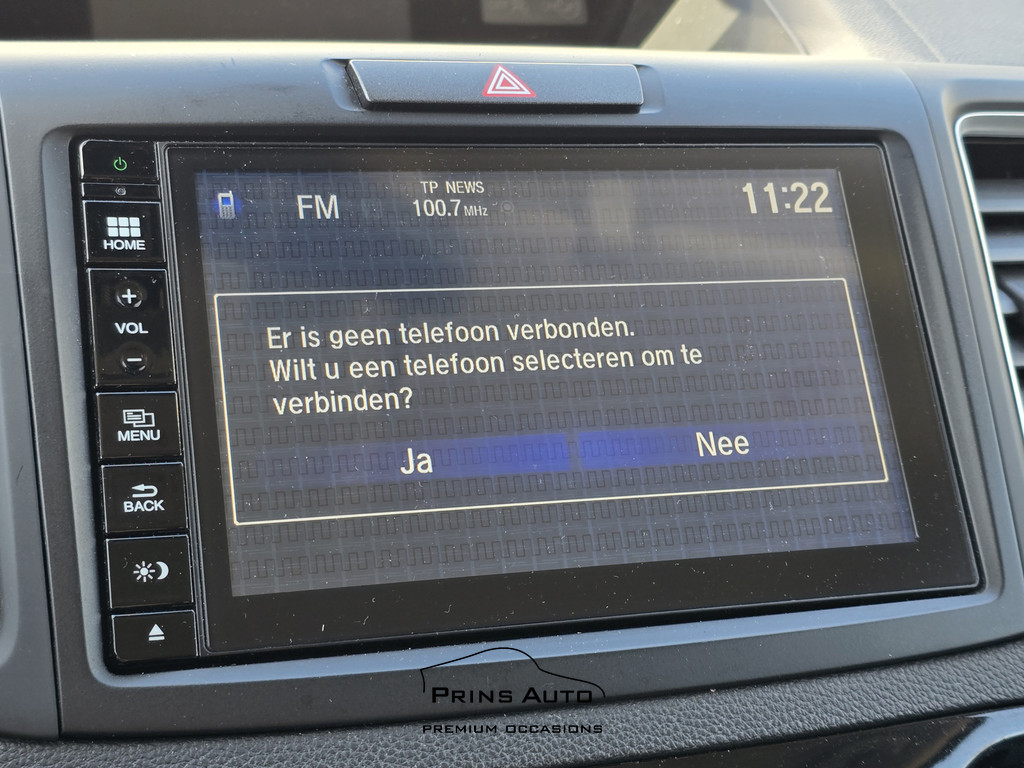 FM
TP NEWS
100.7 MHz
11:22
HOME
VOL
MENU
BACK
Er is geen telefoon verbonden.
Wilt u een telefoon selecteren om te
verbinden?
Ja
Nee
PRINS AUTO
PREMIUM OCCASIONS